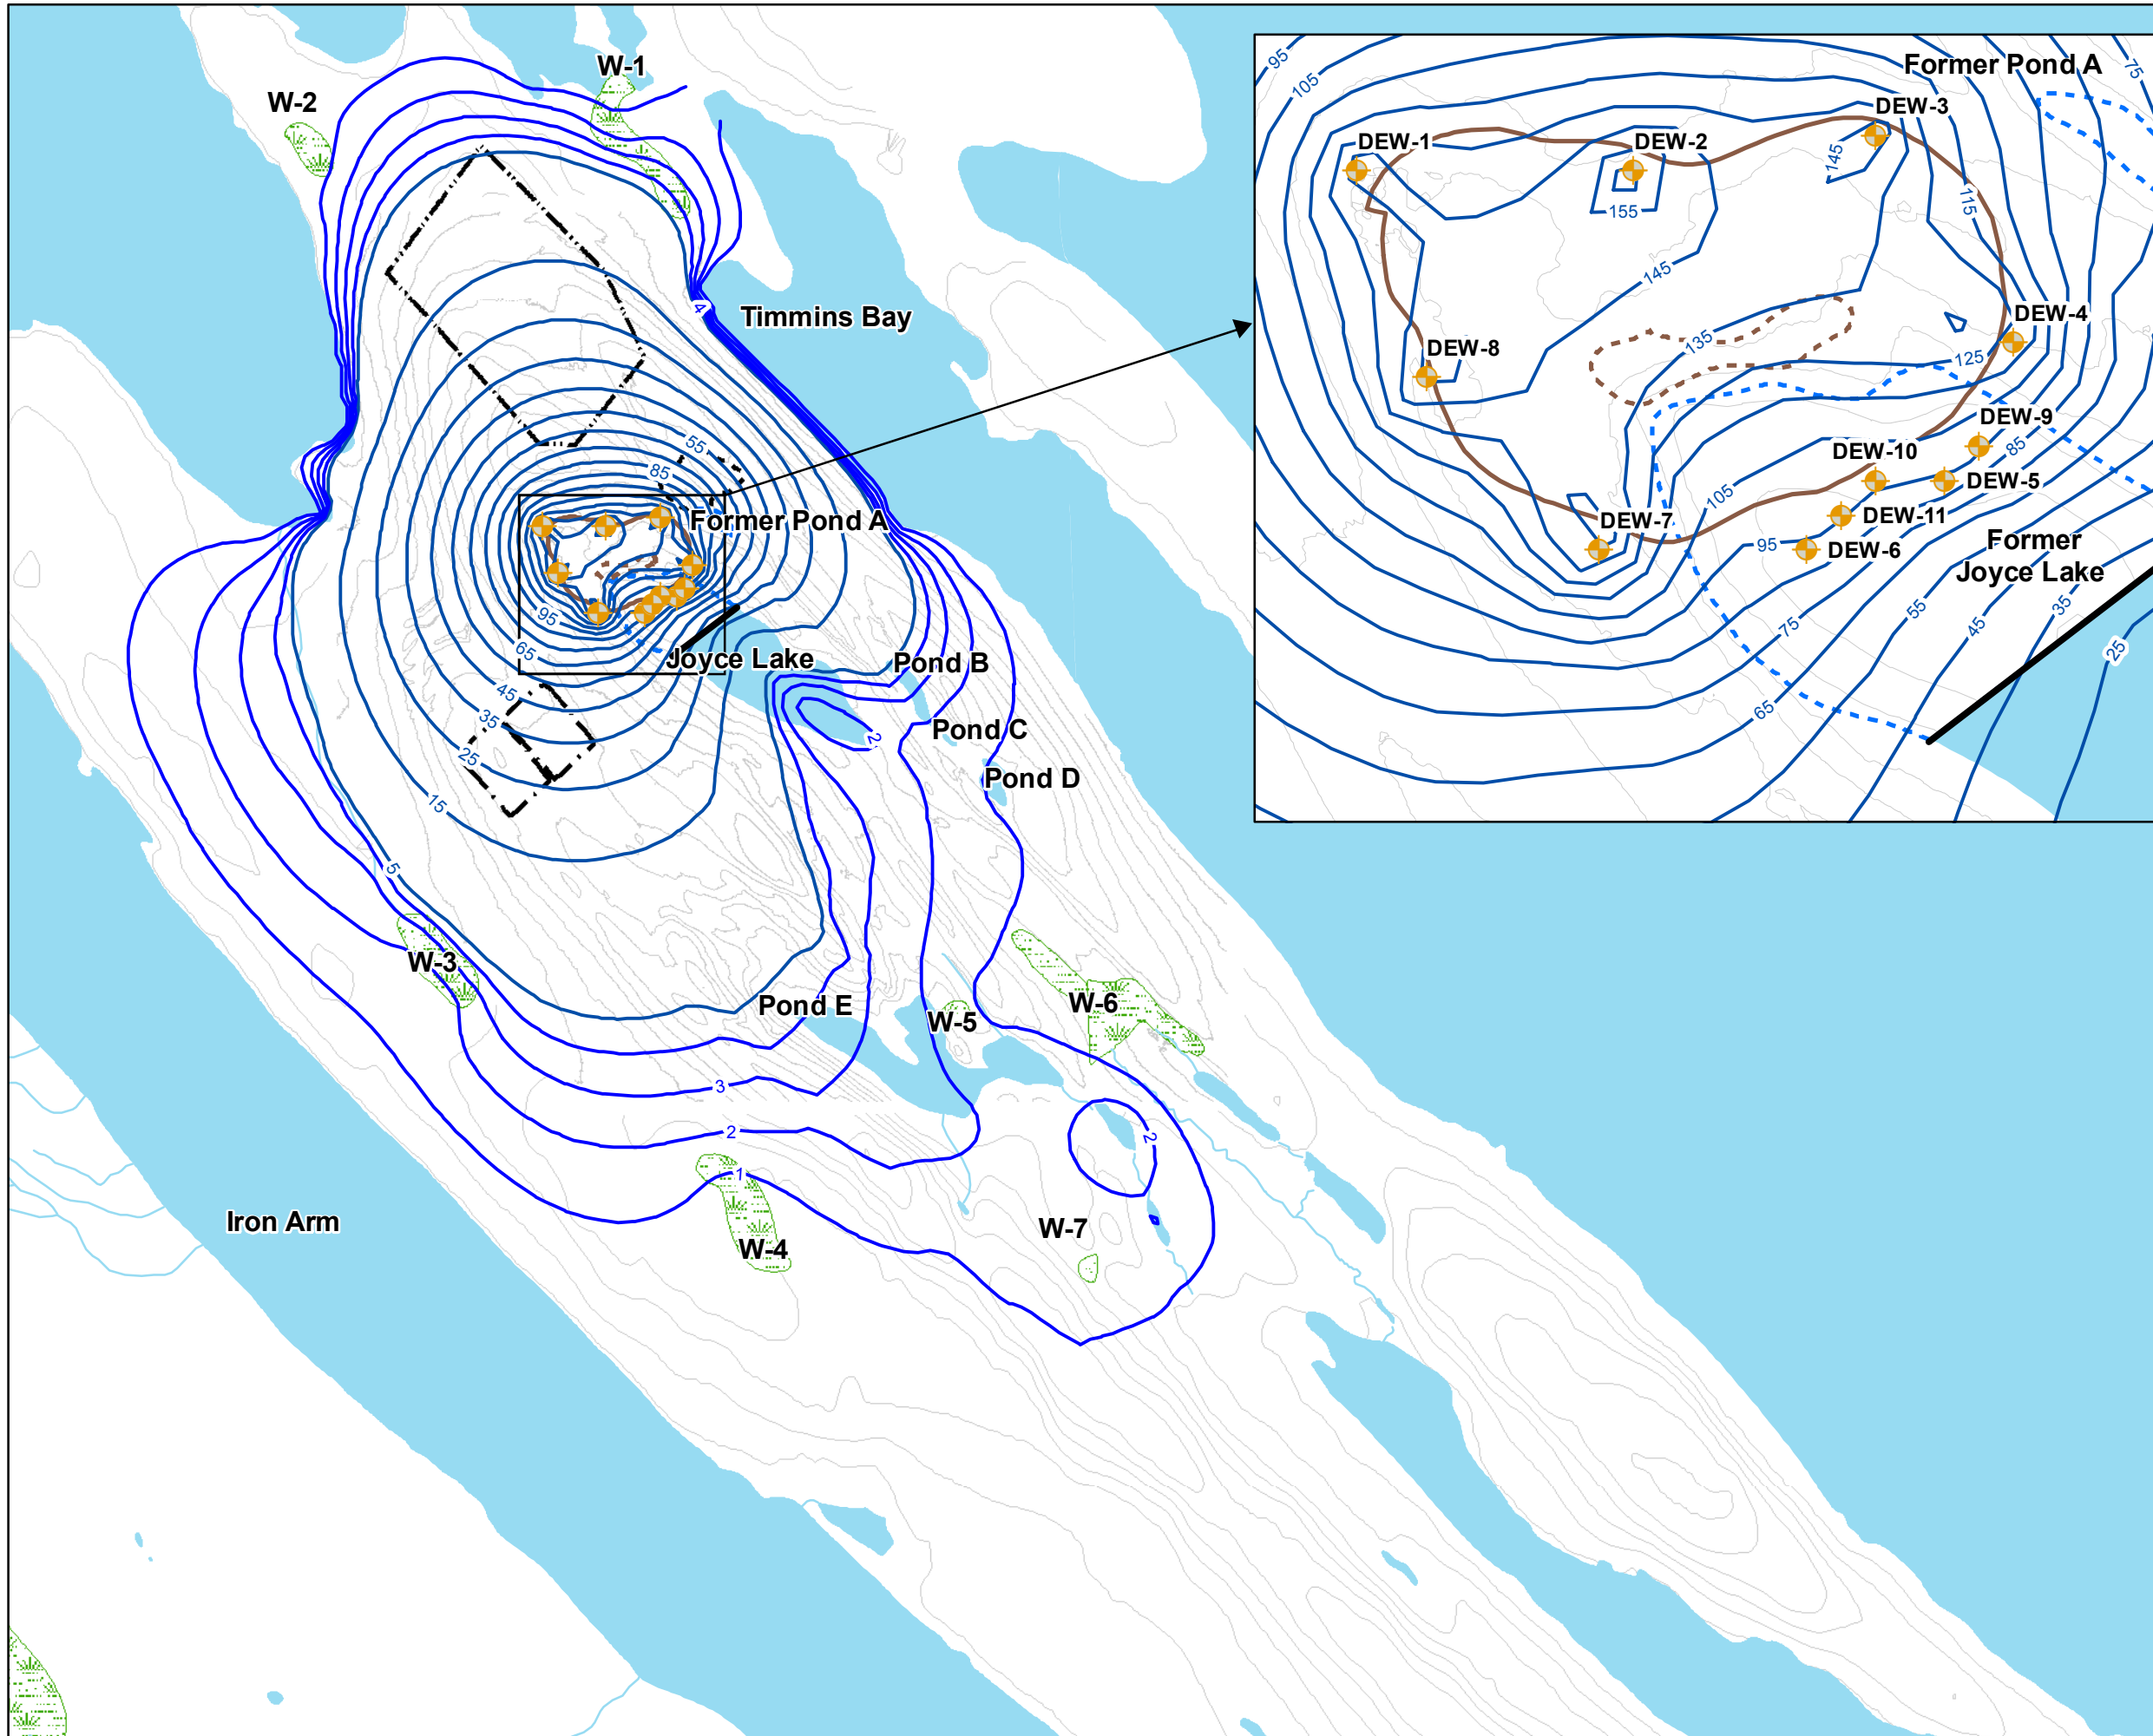 W-1
W-2
4
Timmins Bay
55
85
Former Pond A
95
65
Joyce Lake
Pond B
45
35
2
Pond C
25
Pond D
15
5
W-3
Pond E
W-5
W-6
3
2
2
1
Iron Arm
W-7
W-4
95
105
Former Pond A
75
DEW-1
DEW-2
DEW-3
145
155
115
145
DEW-4
135
125
DEW-8
DEW-9
85
DEW-10
DEW-5
105
DEW-7
DEW-11
95
DEW-6
Former
Joyce Lake
55
35
45
75
25
65